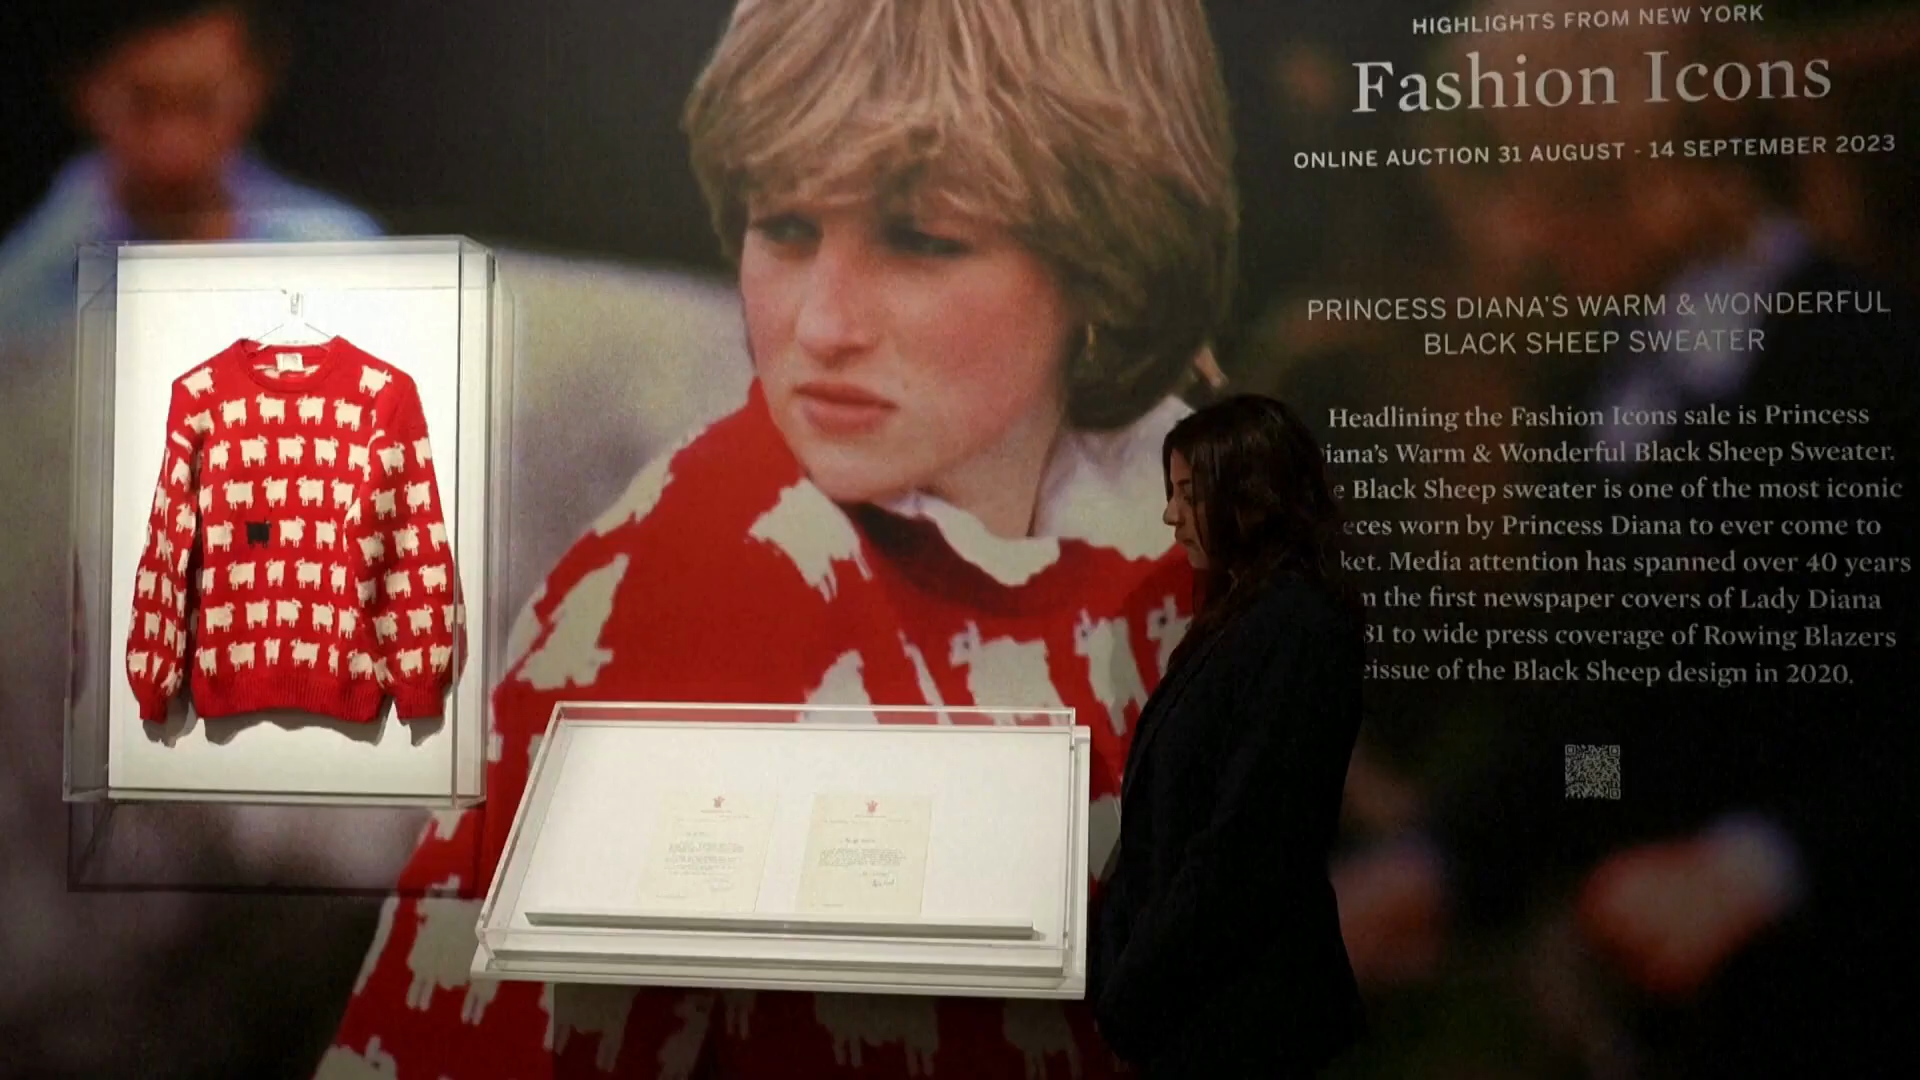 HIGHLIGHTS FROM NEW YORK
Fashion Icons
ONLINE AUCTION 31 AUGUST - 14 SEPTEMBER 2023
PRINCESS DIANA'S WARM & WONDERFUL
BLACK SHEEP SWEATER
Headlining the Fashion Icons sale is Princess
iana's Warm & Wonderful Black Sheep Sweater.
e Black Sheep sweater is one of the most iconic
eces worn by Princess Diana to ever come to
ket. Media attention has spanned over 40 years
m the first newspaper covers of Lady Diana
81 to wide press coverage of Rowing Blazers
eissue of the Black Sheep design in 2020.